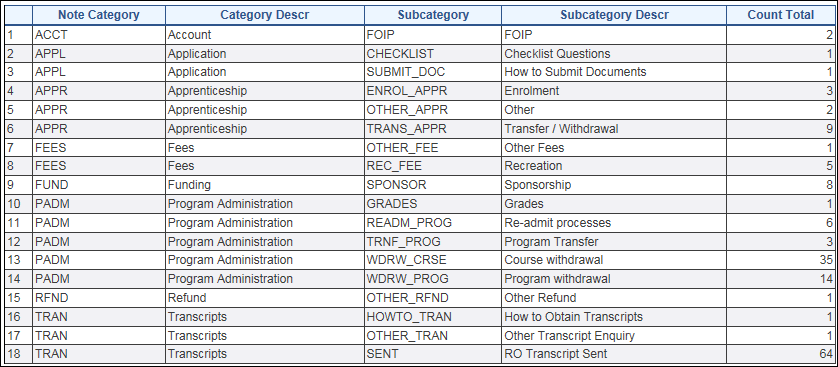 Note Category Category Descr Subcategory Subcategory Descr Count Total
1 ACCT Account FOIP FOIP 2
2 APPL Application CHECKLIST Checklist Questions 1
3 APPL Application SUBMIT_DOC How to Submit Documents 1
4 APPR Apprenticeship ENROL_APPR Enrolment 3
5 APPR Apprenticeship OTHER_APPR Other 2
6 APPR Apprenticeship TRANS_APPR Transfer / Withdrawal 9
7 FEES Fees OTHER_FEE Other Fees 1
8 FEES Fees REC_FEE Recreation 5
9 FUND Funding SPONSOR Sponsorship 8
10 PADM Program Administration GRADES Grades 1
11 PADM Program Administration READM_PROG Re-admit processes 6
12 PADM Program Administration TRNF_PROG Program Transfer 3
13 PADM Program Administration WDRW_CRSE Course withdrawal 35
14 PADM Program Administration WDRW_PROG Program withdrawal 14
15 RFND Refund OTHER_RFND Other Refund 1
16 TRAN Transcripts HOWTO_TRAN How to Obtain Transcripts 1
17 TRAN Transcripts OTHER_TRAN Other Transcript Enquiry 1
18 TRAN Transcripts SENT RO Transcript Sent 64